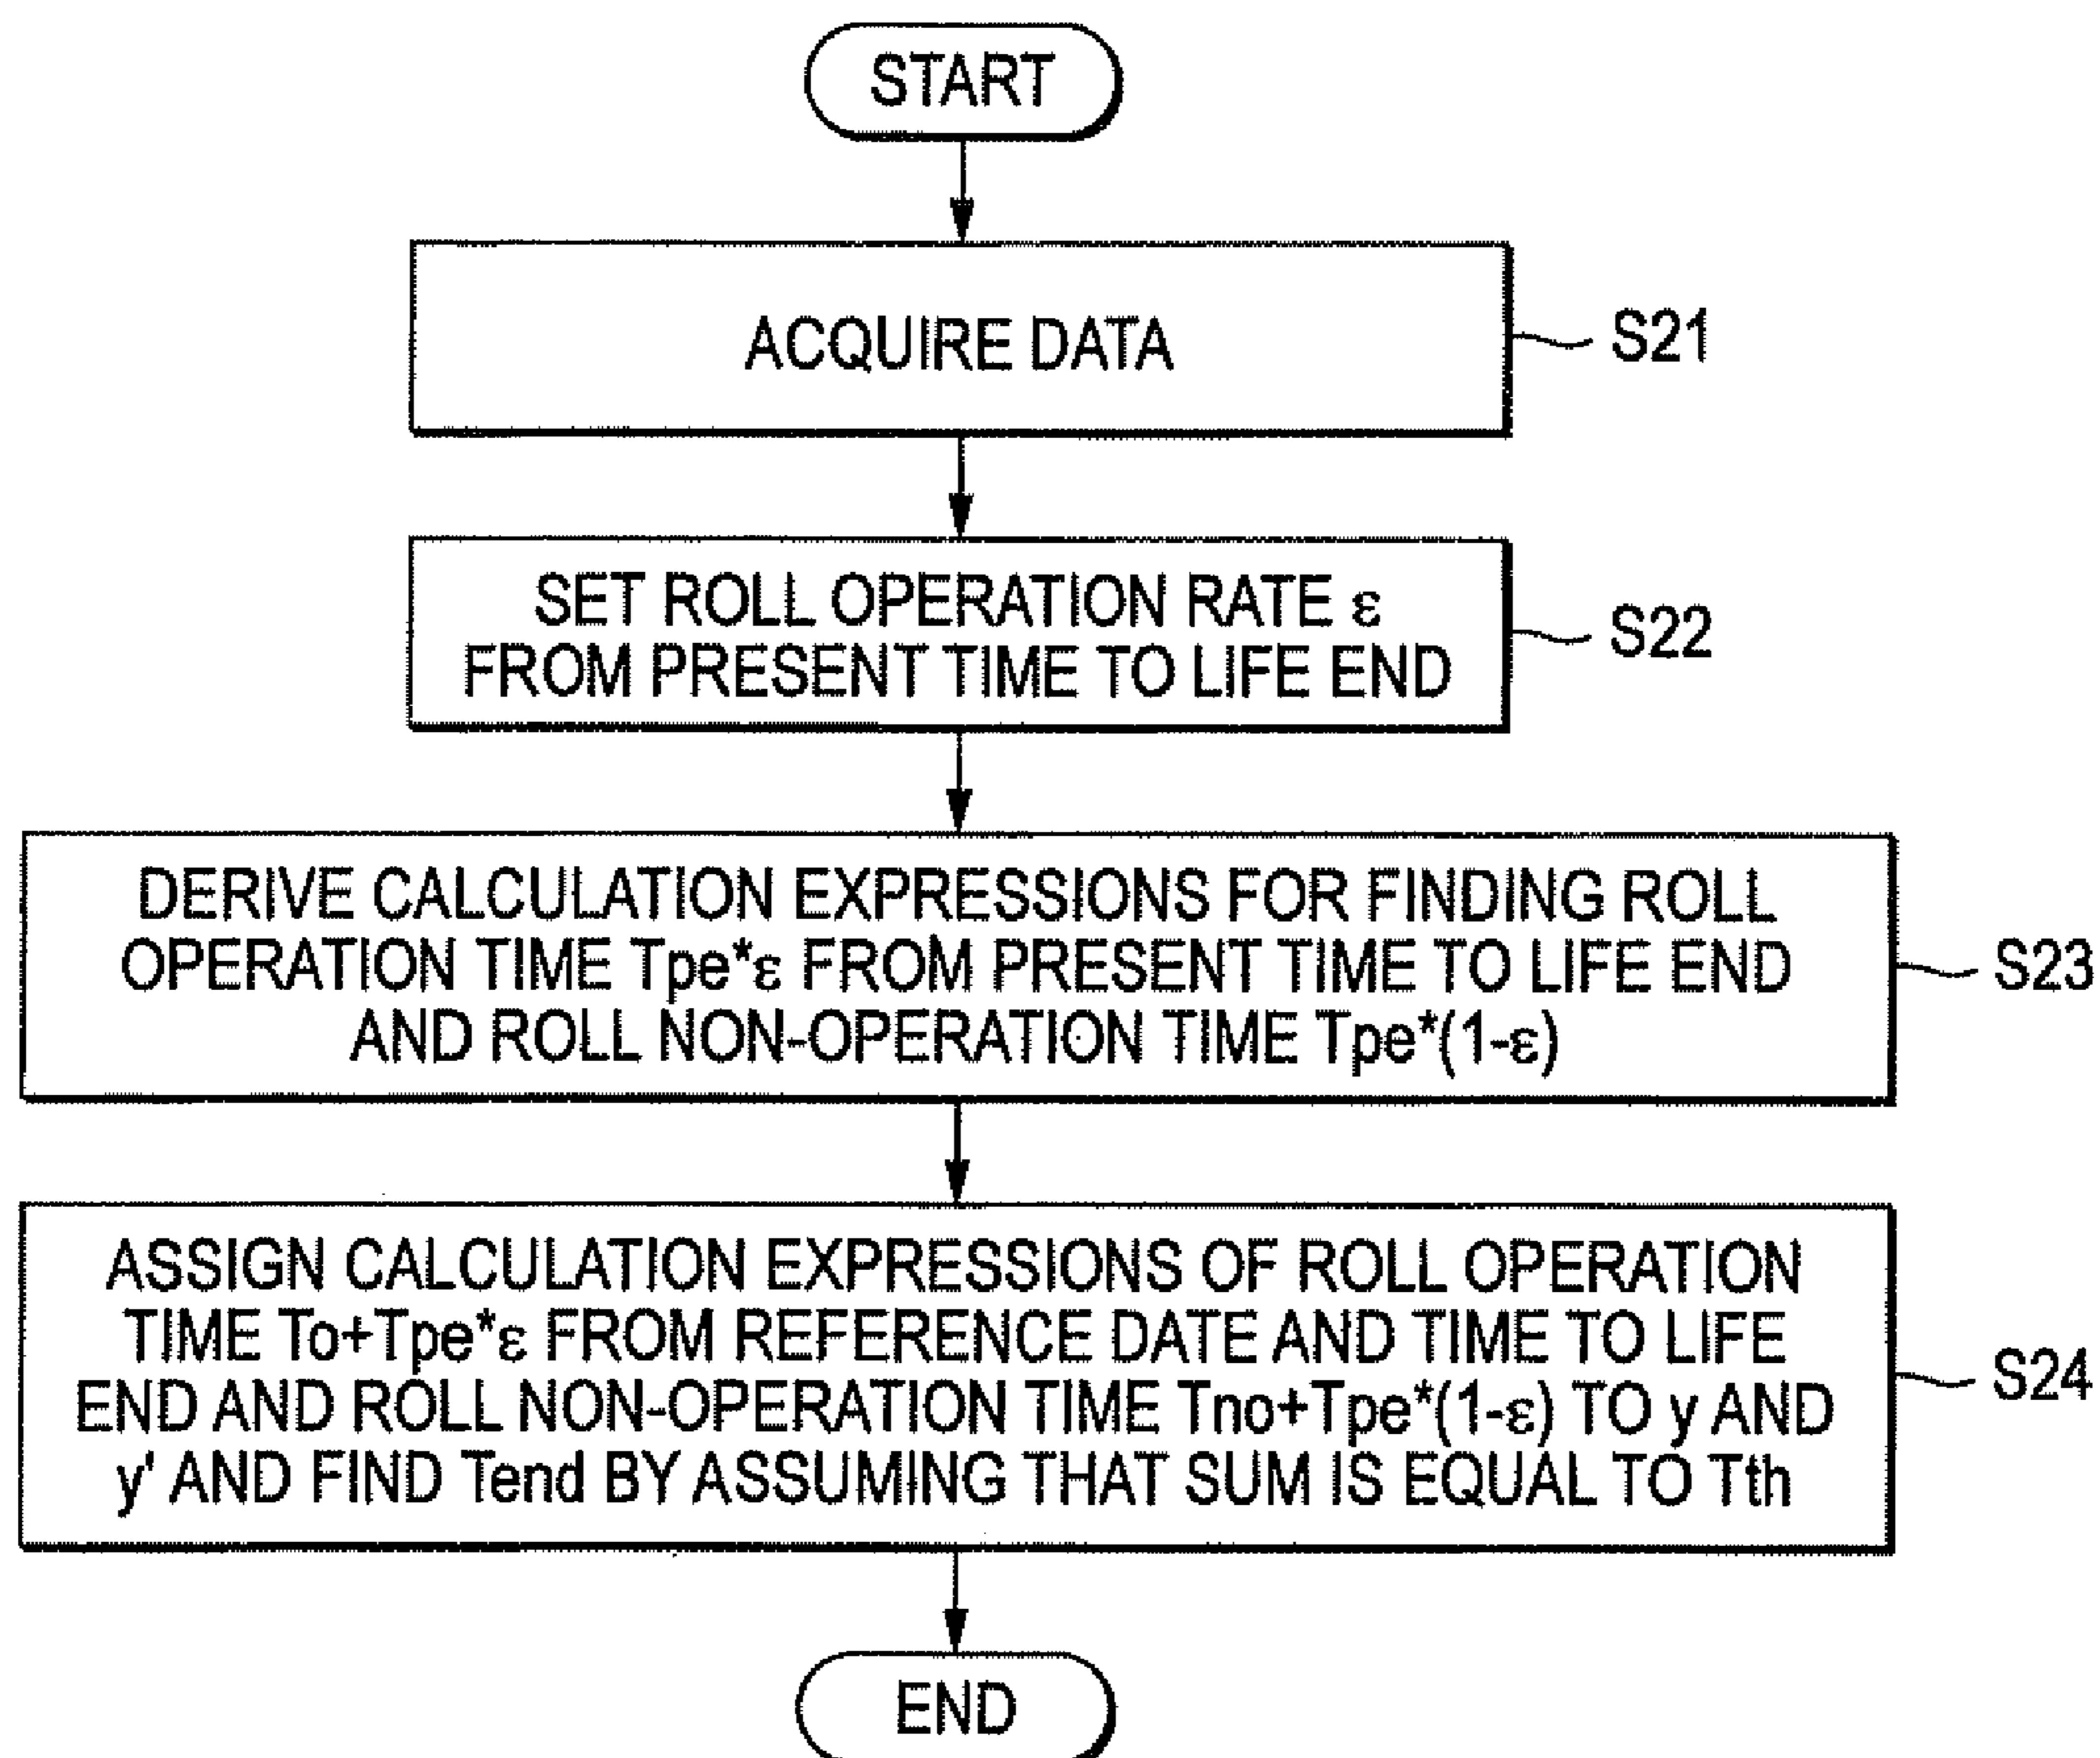 START
ACQUIRE DATA
S21
SET ROLL OPERATION RATE ε
FROM PRESENT TIME TO LIFE END
S22
DERIVE CALCULATION EXPRESSIONS FOR FINDING ROLL
OPERATION TIME Tpe*ε FROM PRESENT TIME TO LIFE END
AND ROLL NON-OPERATION TIME Tpe*(1-ε)
S23
ASSIGN CALCULATION EXPRESSIONS OF ROLL OPERATION
TIME To+Tpe*ε FROM REFERENCE DATE AND TIME TO LIFE
END AND ROLL NON-OPERATION TIME Tno+Tpe*(1-ε) TO y AND
y' AND FIND Tend BY ASSUMING THAT SUM IS EQUAL TO Tth
S24
END